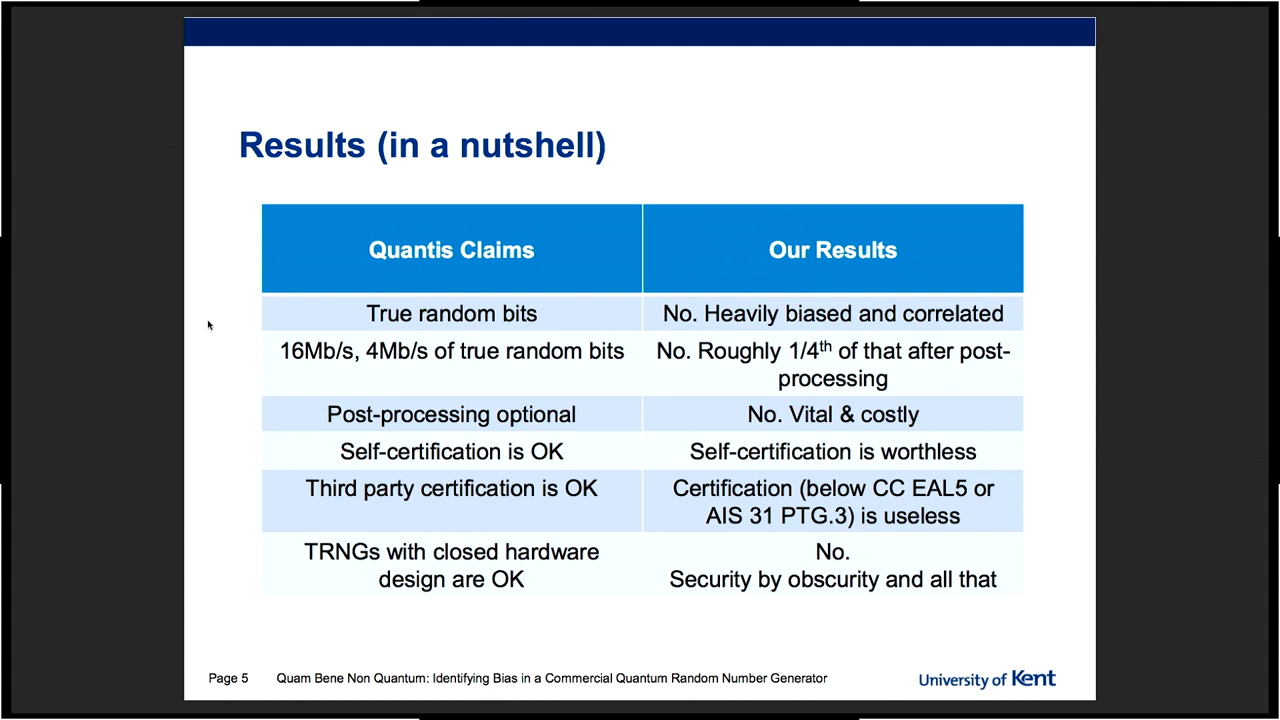 Results (in a nutshell)
Quantis Claims
Our Results
True random bits
No. Heavily biased and correlated
16Mb/s, 4Mb/s of true random bits
No. Roughly 1/4th of that after post-
processing
Post-processing optional
No. Vital & costly
Self-certification is OK
Self-certification is worthless
Third party certification is OK
Certification (below CC EAL5 or
AIS 31 PTG.3) is useless
TRNGs with closed hardware
design are OK
No.
Security by obscurity and all that
Page 5
Quam Bene Non Quantum: Identifying Bias in a Commercial Quantum Random Number Generator
University of Kent